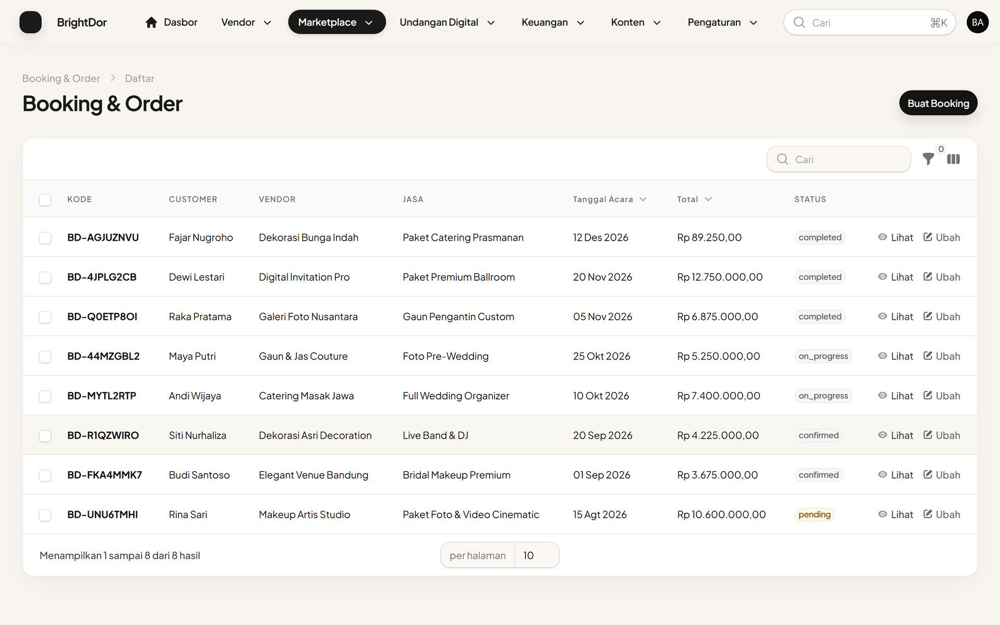 BrightDor Dasbor Vendor Marketplace Undangan Digital Keuangan Konten Pengaturan Cari ⌘K BA
Booking & Order Daftar
Booking & Order Buat Booking
Cari 0
KODE CUSTOMER VENDOR JASA Tanggal Acara Total STATUS
BD-AGJUZNVU Fajar Nugroho Dekorasi Bunga Indah Paket Catering Prasmanan 12 Des 2026 Rp 89.250,00 completed Lihat Ubah
BD-4JPLG2CB Dewi Lestari Digital Invitation Pro Paket Premium Ballroom 20 Nov 2026 Rp 12.750.000,00 completed Lihat Ubah
BD-Q0ETP8OI Raka Pratama Galeri Foto Nusantara Gaun Pengantin Custom 05 Nov 2026 Rp 6.875.000,00 completed Lihat Ubah
BD-44MZGBL2 Maya Putri Gaun & Jas Couture Foto Pre-Wedding 25 Okt 2026 Rp 5.250.000,00 on_progress Lihat Ubah
BD-MYTL2RTP Andi Wijaya Catering Masak Jawa Full Wedding Organizer 10 Okt 2026 Rp 7.400.000,00 on_progress Lihat Ubah
BD-R1QZWIRO Siti Nurhaliza Dekorasi Asri Decoration Live Band & DJ 20 Sep 2026 Rp 4.225.000,00 confirmed Lihat Ubah
BD-FKA4MMK7 Budi Santoso Elegant Venue Bandung Bridal Makeup Premium 01 Sep 2026 Rp 3.675.000,00 confirmed Lihat Ubah
BD-UNU6TMHI Rina Sari Makeup Artis Studio Paket Foto & Video Cinematic 15 Agt 2026 Rp 10.600.000,00 pending Lihat Ubah
Menampilkan 1 sampai 8 dari 8 hasil per halaman 10